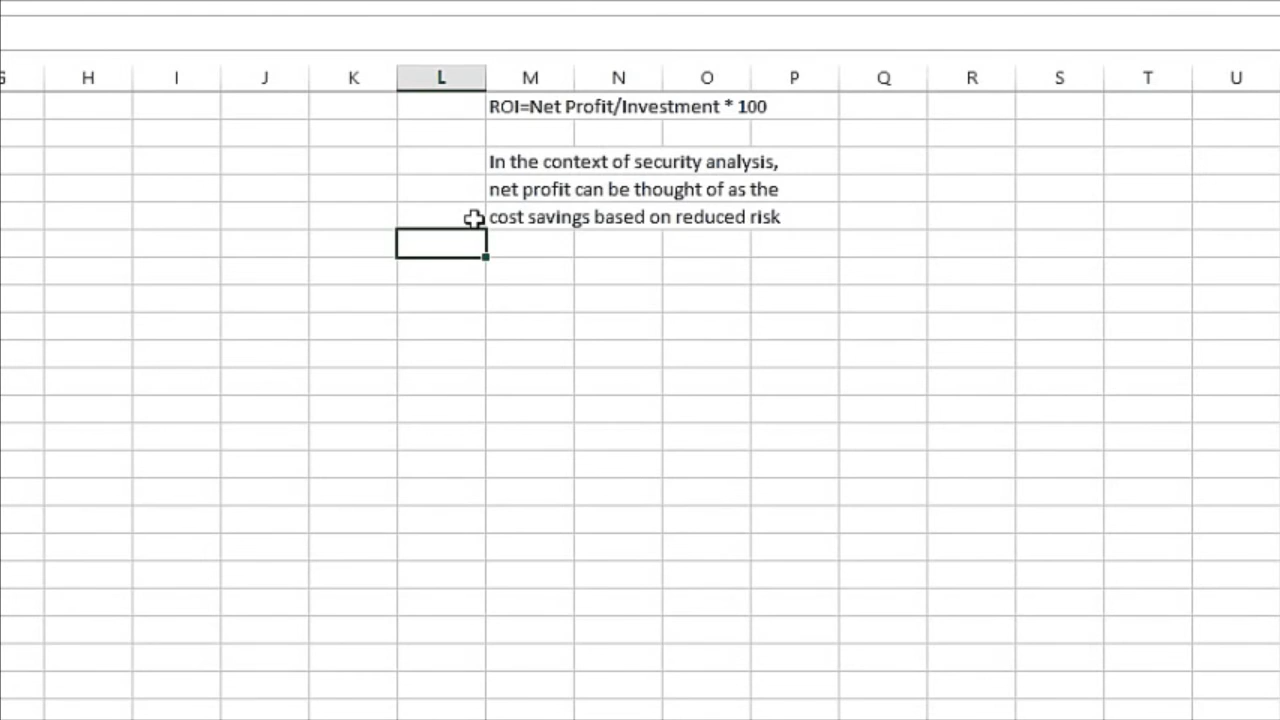 H I J K L M N O P Q R S T U
ROI=Net Profit/Investment * 100
In the context of security analysis,
net profit can be thought of as the
cost savings based on reduced risk